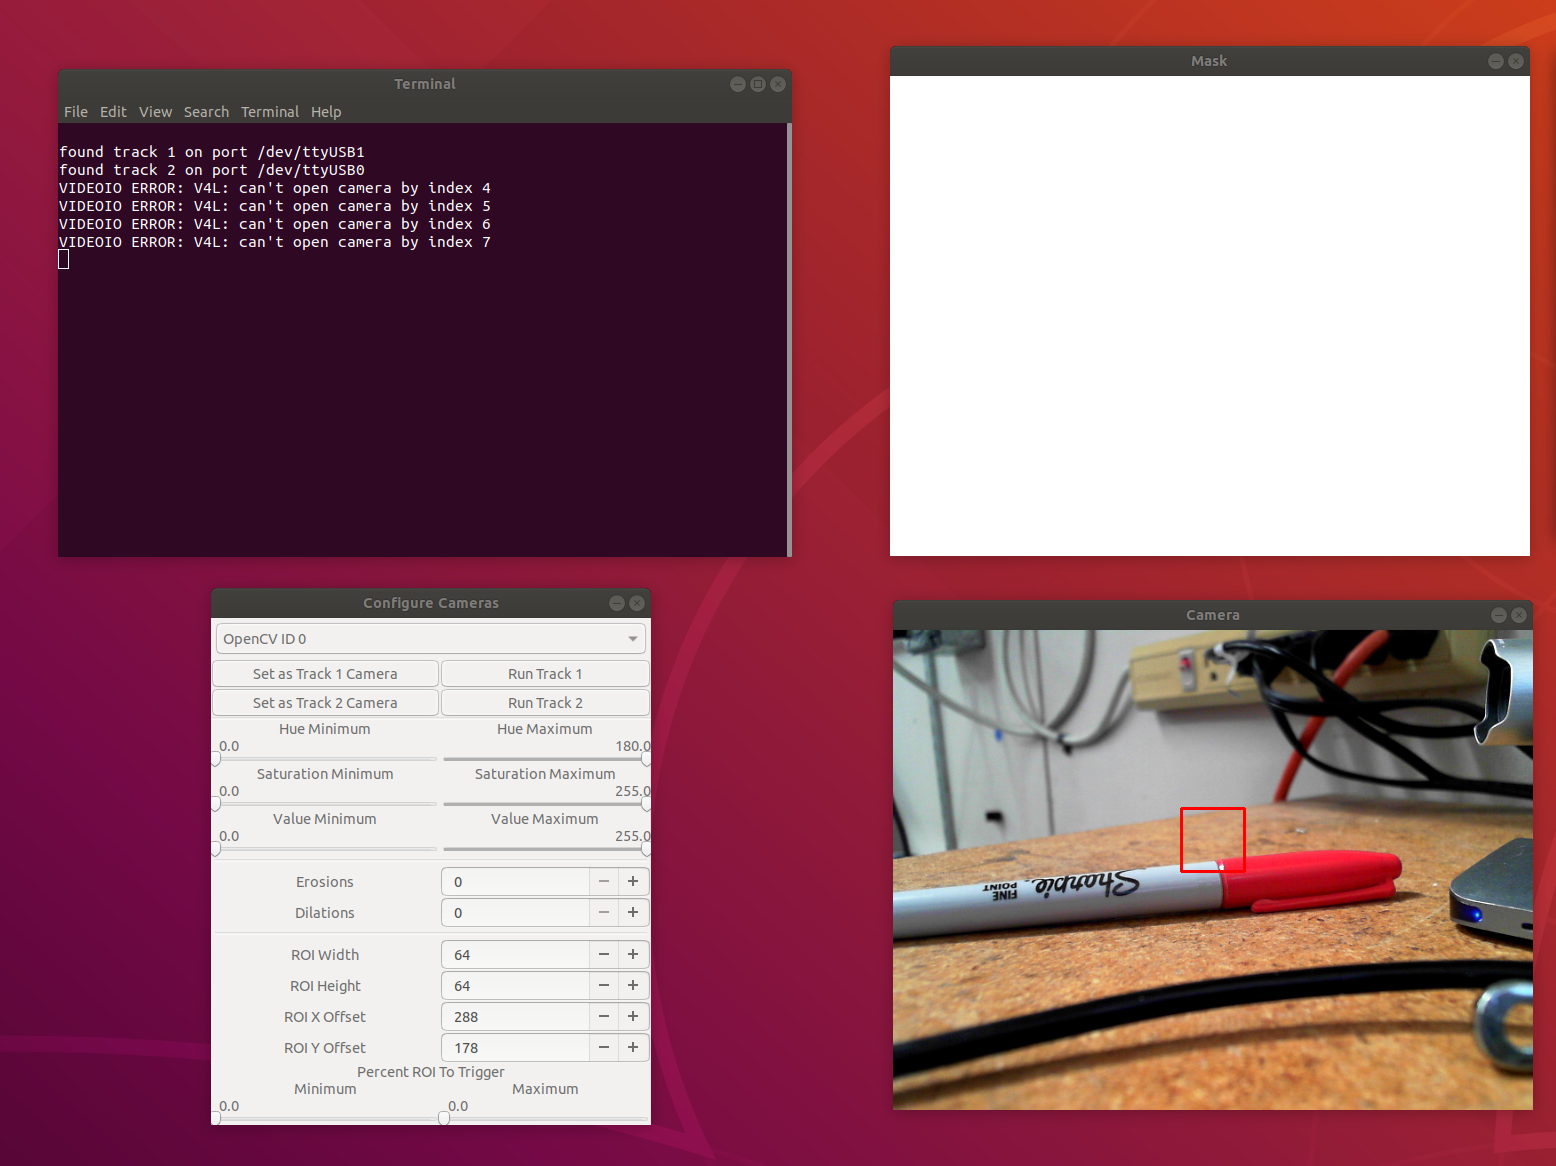 Terminal
File Edit View Search Terminal Help
found track 1 on port /dev/ttyUSB1
found track 2 on port /dev/ttyUSB0
VIDEOIO ERROR: V4L: can't open camera by index 4
VIDEOIO ERROR: V4L: can't open camera by index 5
VIDEOIO ERROR: V4L: can't open camera by index 6
VIDEOIO ERROR: V4L: can't open camera by index 7
Mask
Configure Cameras
OpenCV ID 0
Set as Track 1 Camera Run Track 1
Set as Track 2 Camera Run Track 2
Hue Minimum Hue Maximum
0.0 180.0
Saturation Minimum Saturation Maximum
0.0 255.0
Value Minimum Value Maximum
0.0 255.0
Erosions 0
Dilations 0
ROI Width 64
ROI Height 64
ROI X Offset 288
ROI Y Offset 178
Percent ROI To Trigger
Minimum Maximum
0.0 0.0
Camera
Sharpie.
FINE
POINT